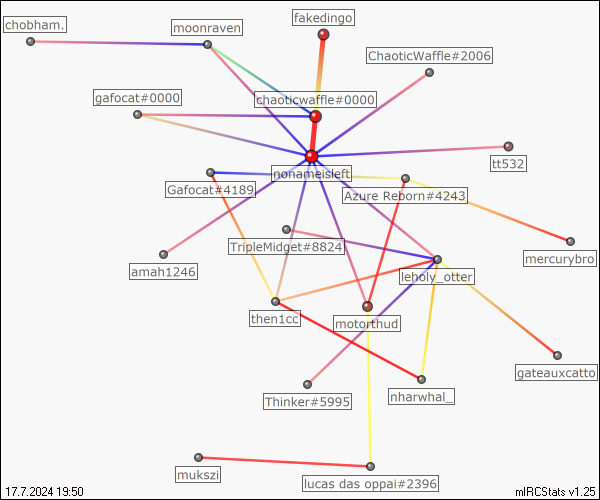 fakedingo
chobham.
moonraven
ChaoticWaffle#2006
gafocat#0000
chaoticwaffle#0000
tt532
nonameisleft
Gafocat#4189
Azure Reborn#4243
TripleMidget#8824
mercurybro
amah1246
leholy_otter
then1cc
motorthud
gateauxcatto
Thinker#5995
nharwhal_
mukszi
lucas das oppai#2396
17.7.2024 19:50
mIRCStats v1.25